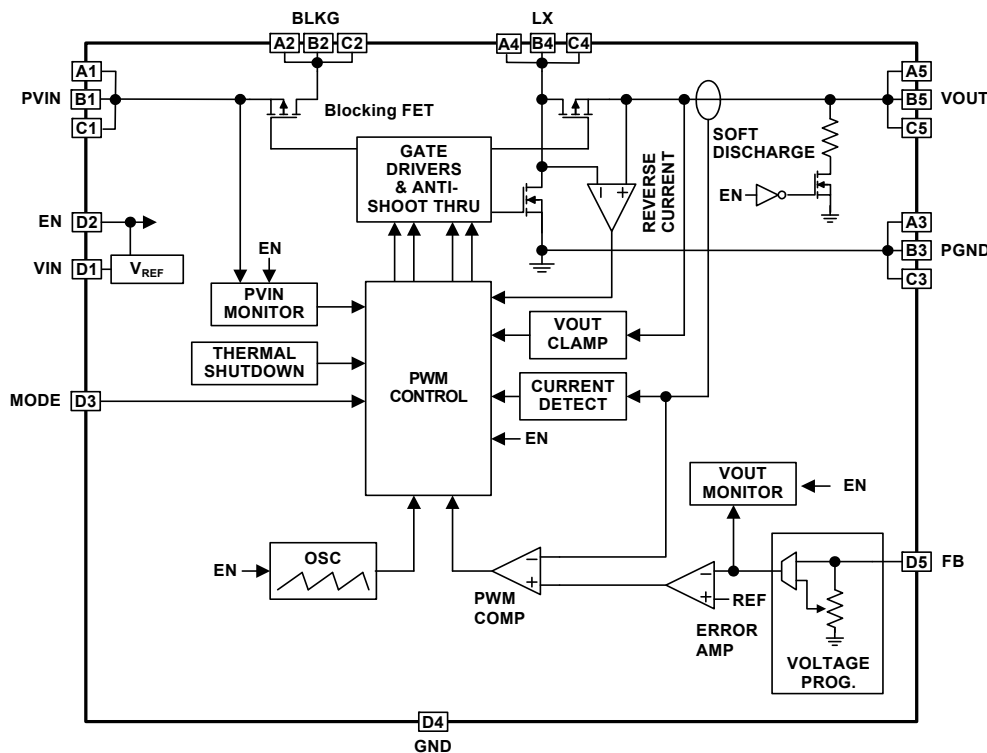 BLKG
LX
A2 B2 C2
A4 B4 C4
A1
PVIN B1
C1
Blocking FET
A5
B5 VOUT
C5
SOFT
DISCHARGE
GATE
DRIVERS
& ANTI-
SHOOT THRU
REVERSE
CURRENT
EN
EN D2
VIN D1
VREF
EN
PVIN
MONITOR
A3
B3 PGND
C3
VOUT
CLAMP
THERMAL
SHUTDOWN
PWM
CONTROL
CURRENT
DETECT
MODE D3
EN
VOUT
MONITOR
EN
EN
OSC
PWM
COMP
REF
ERROR
AMP
VOLTAGE
PROG.
D5 FB
D4
GND